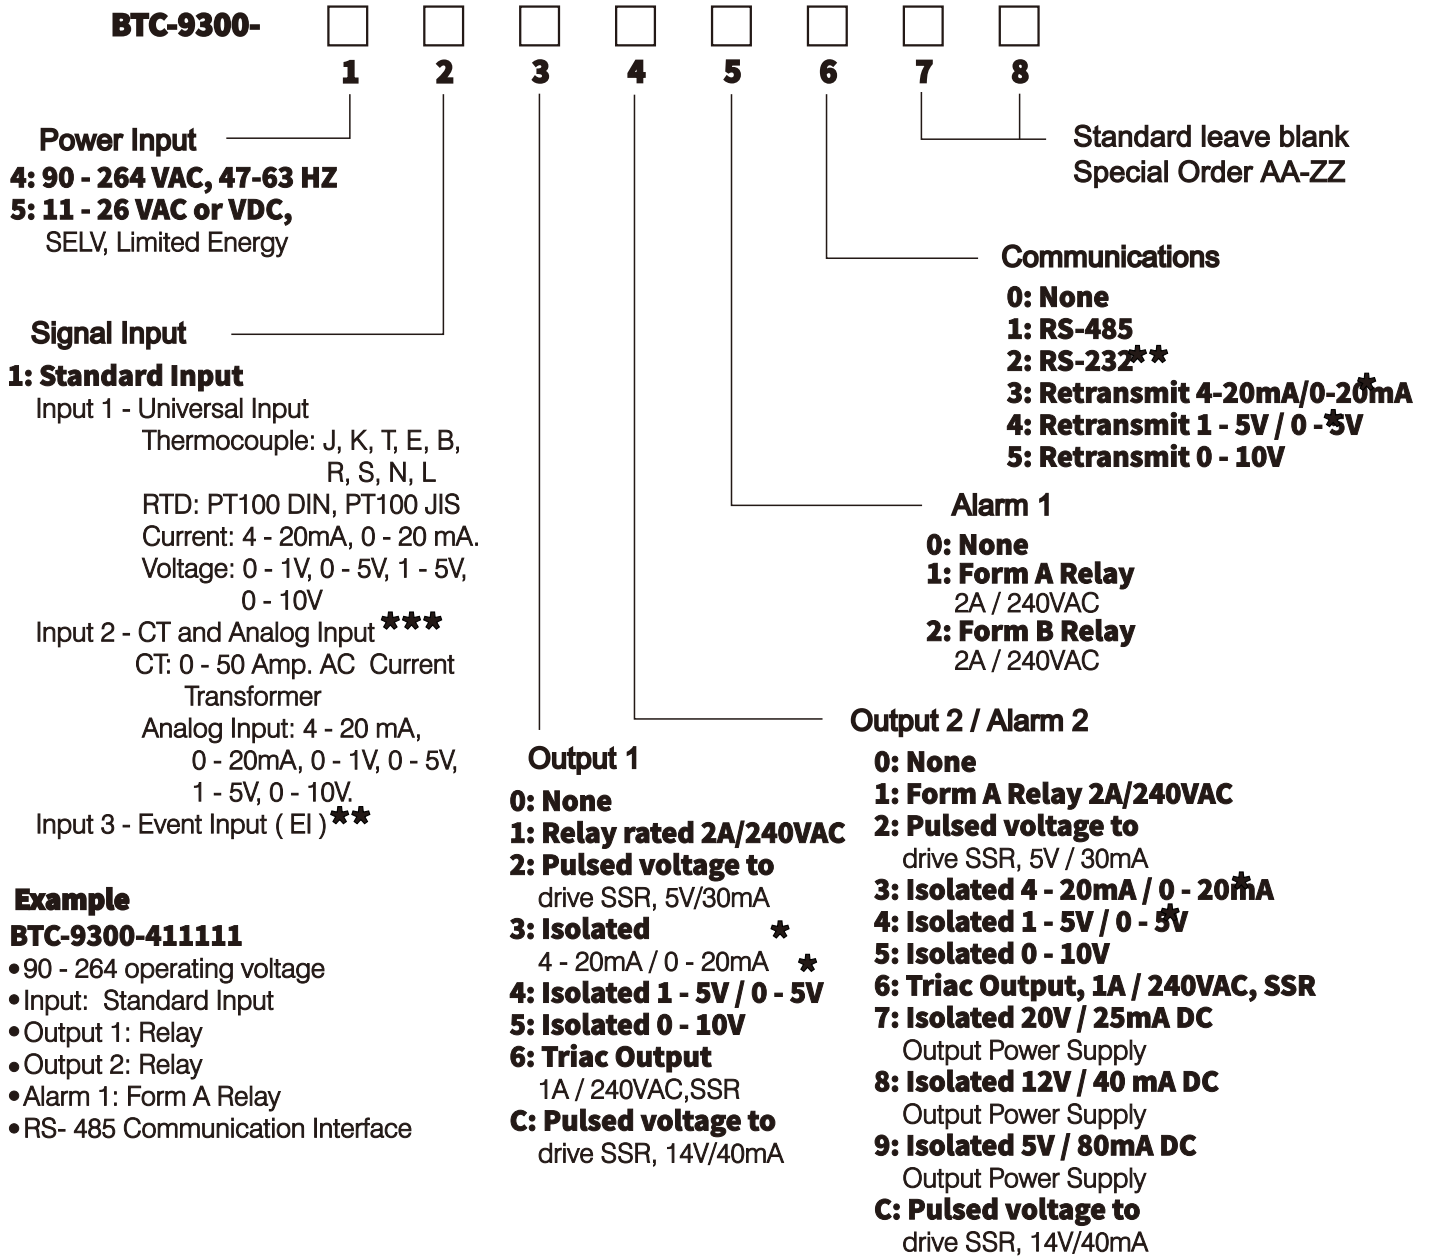 BTC-9300-
1 2 3 4 5 6 7 8
Power Input
4: 90 - 264 VAC, 47-63 HZ
5: 11 - 26 VAC or VDC,
SELV, Limited Energy
Signal Input
1: Standard Input
Input 1 - Universal Input
Thermocouple: J, K, T, E, B,
R, S, N, L
RTD: PT100 DIN, PT100 JIS
Current: 4 - 20mA, 0 - 20 mA.
Voltage: 0 - 1V, 0 - 5V, 1 - 5V,
0 - 10V
Input 2 - CT and Analog Input ***
CT: 0 - 50 Amp. AC Current
Transformer
Analog Input: 4 - 20 mA,
0 - 20mA, 0 - 1V, 0 - 5V,
1 - 5V, 0 - 10V.
Input 3 - Event Input ( EI ) **
Example
BTC-9300-411111
• 90 - 264 operating voltage
• Input: Standard Input
• Output 1: Relay
• Output 2: Relay
• Alarm 1: Form A Relay
• RS- 485 Communication Interface
Output 1
0: None
1: Relay rated 2A/240VAC
2: Pulsed voltage to
drive SSR, 5V/30mA
3: Isolated *
4 - 20mA / 0 - 20mA *
4: Isolated 1 - 5V / 0 - 5V
5: Isolated 0 - 10V
6: Triac Output
1A / 240VAC,SSR
C: Pulsed voltage to
drive SSR, 14V/40mA
Output 2 / Alarm 2
0: None
1: Form A Relay 2A/240VAC
2: Pulsed voltage to
drive SSR, 5V / 30mA
3: Isolated 4 - 20mA / 0 - 20mA *
4: Isolated 1 - 5V / 0 - 5V *
5: Isolated 0 - 10V
6: Triac Output, 1A / 240VAC, SSR
7: Isolated 20V / 25mA DC
Output Power Supply
8: Isolated 12V / 40 mA DC
Output Power Supply
9: Isolated 5V / 80mA DC
Output Power Supply
C: Pulsed voltage to
drive SSR, 14V/40mA
Alarm 1
0: None
1: Form A Relay
2A / 240VAC
2: Form B Relay
2A / 240VAC
Communications
0: None
1: RS-485
2: RS-232 **
3: Retransmit 4-20mA/0-20mA *
4: Retransmit 1 - 5V / 0 - 5V *
5: Retransmit 0 - 10V
Standard leave blank
Special Order AA-ZZ